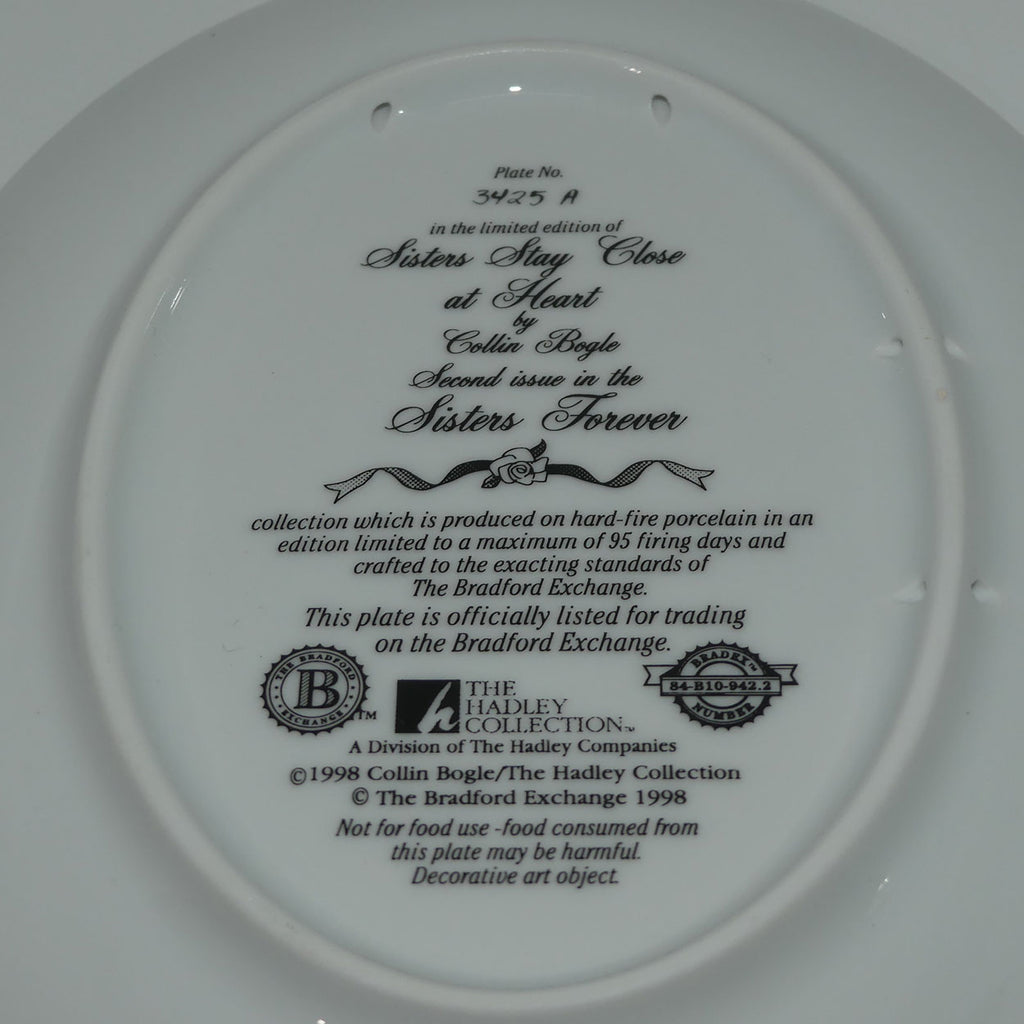 Plate No.
3425 A
in the limited edition of
Sisters Stay Close
at Heart
by
Collin Bogle
Second issue in the
Sisters Forever
collection which is produced on hard-fire porcelain in an
edition limited to a maximum of 95 firing days and
crafted to the exacting standards of
The Bradford Exchange.
This plate is officially listed for trading
on the Bradford Exchange.
THE BRADFORD
B
EXCHANGE
TM
h
THE
HADLEY
COLLECTION™
BRADEX™
84-B10-942.2
NUMBER
A Division of The Hadley Companies
©1998 Collin Bogle/The Hadley Collection
© The Bradford Exchange 1998
Not for food use -food consumed from
this plate may be harmful.
Decorative art object.